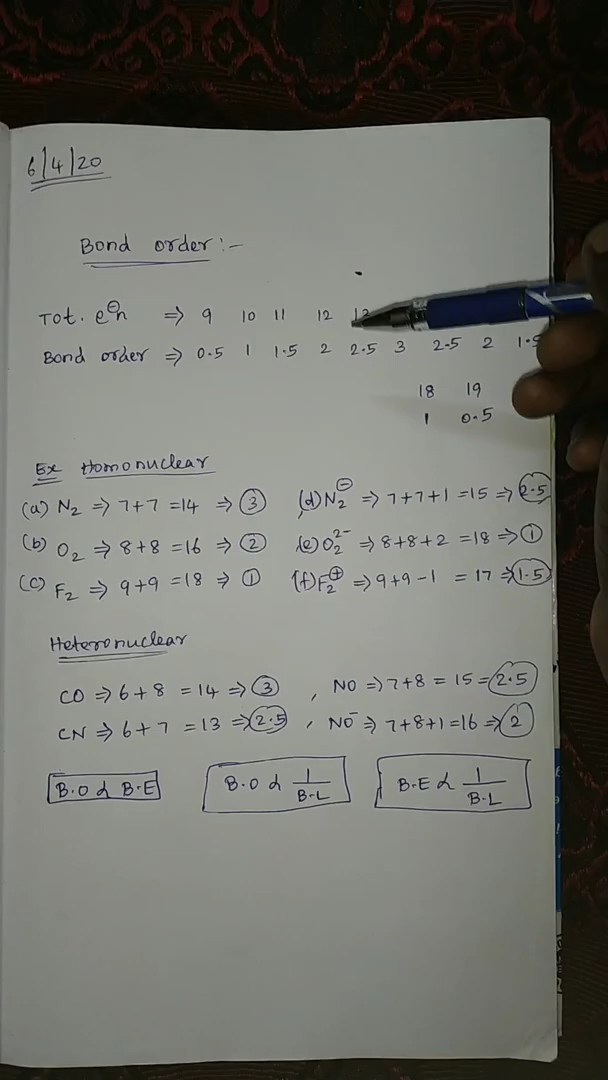 6/4/20
Bond order:-
Tot. e⊖n ⇒ 9 10 11 12 13
Bond order ⇒ 0.5 1 1.5 2 2.5 3 2.5 2 1.5
18 19
1 0.5
Ex Homonuclear
(a) N₂ ⇒ 7+7 =14 ⇒ 3 (d) N₂⊖ ⇒ 7+7+1 =15 ⇒ 2.5
(b) O₂ ⇒ 8+8 =16 ⇒ 2 (e) O₂²⁻ ⇒ 8+8+2 =18 ⇒ 1
(c) F₂ ⇒ 9+9 =18 ⇒ 1 (f) F₂⊕ ⇒ 9+9-1 = 17 ⇒ 1.5
Heteronuclear
CO ⇒ 6+8 =14 ⇒ 3 , NO ⇒ 7+8 = 15 = 2.5
CN ⇒ 6+7 =13 ⇒ 2.5 , NO⁻ ⇒ 7+8+1=16 ⇒ 2
B.O α B.E B.O α 1/B.L B.E α 1/B.L